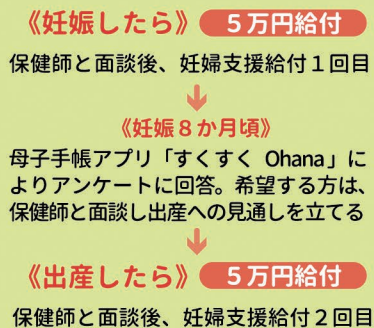 《妊娠したら》 5万円給付
保健師と面談後、妊婦支援給付1回目
《妊娠8か月頃》
母子手帳アプリ「すくすく Ohana」に
よりアンケートに回答。希望する方は、
保健師と面談し出産への見通しを立てる
《出産したら》 5万円給付
保健師と面談後、妊婦支援給付2回目